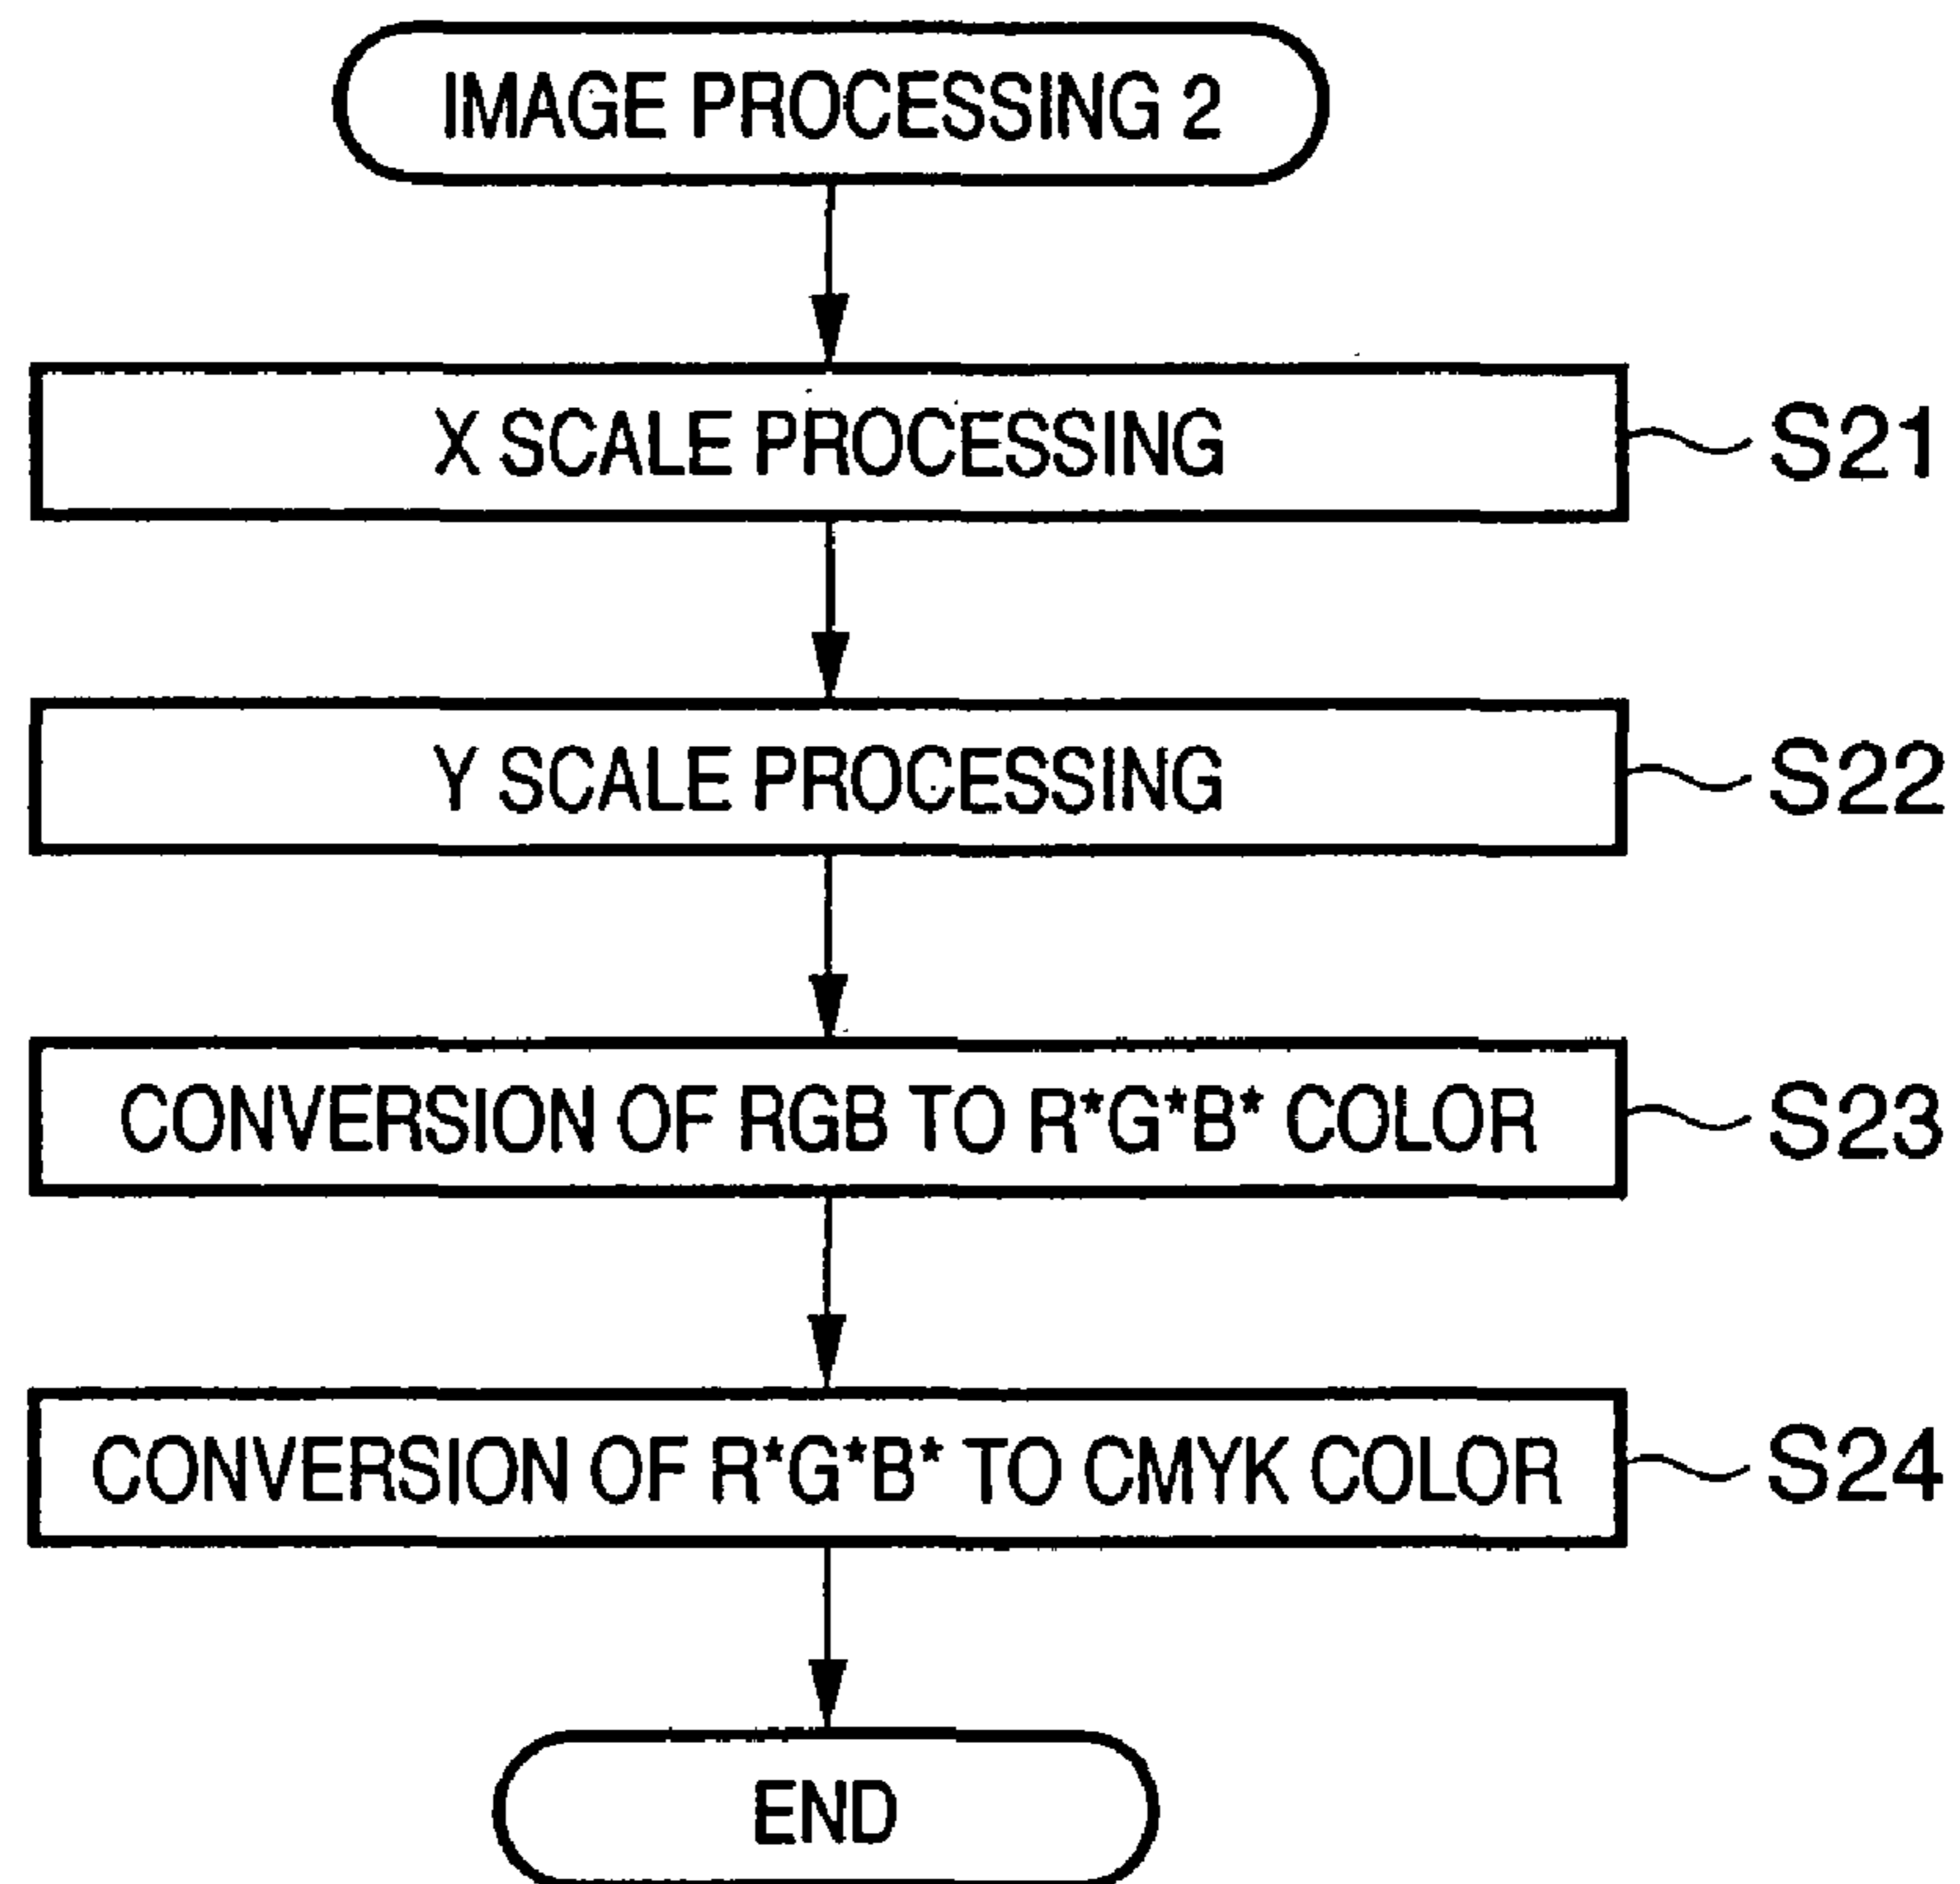 IMAGE PROCESSING 2
X SCALE PROCESSING
S21
Y SCALE PROCESSING
S22
CONVERSION OF RGB TO R*G*B* COLOR
S23
CONVERSION OF R*G*B* TO CMYK COLOR
S24
END